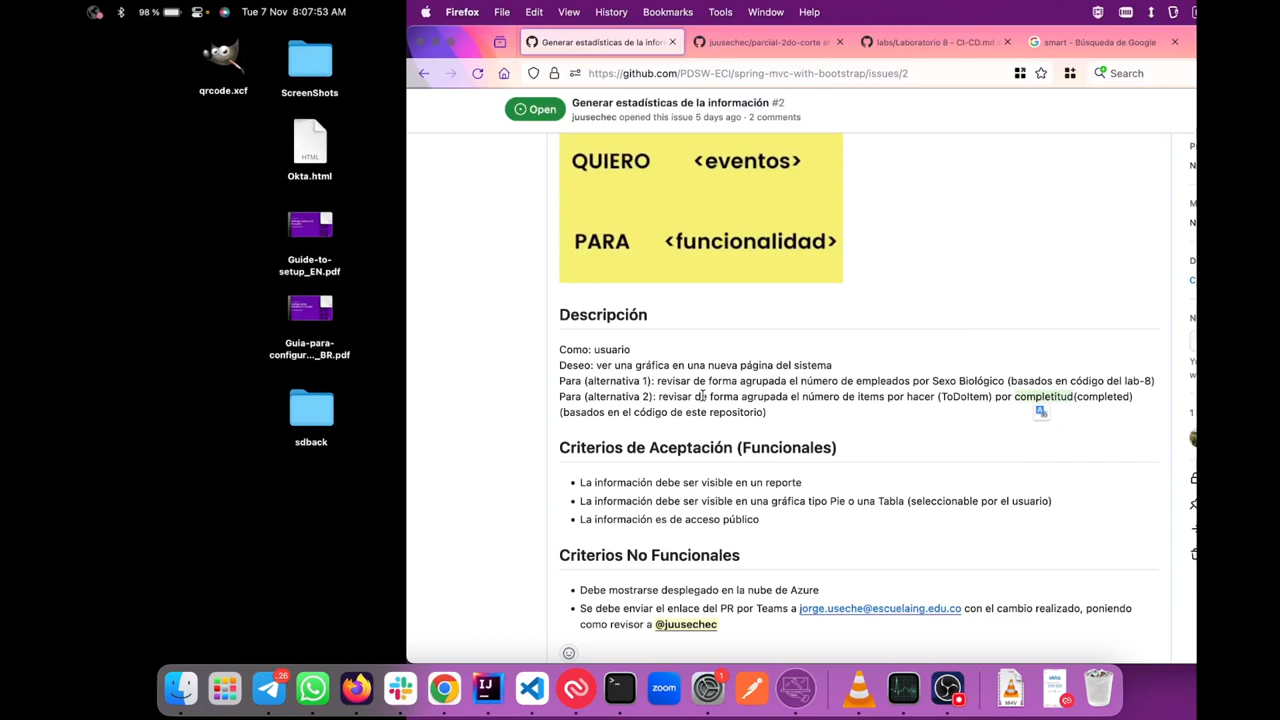 98 %
Tue 7 Nov 8:07:53 AM
Firefox File Edit View History Bookmarks Tools Window Help
qrcode.xcf
ScreenShots
HTML
Okta.html
Guide-to-
setup_EN.pdf
Guia-para-
configur..._BR.pdf
sdback
Generar estadísticas de la inform
juusechec/parcial-2do-corte a
labs/Laboratorio 8 - CI-CD.md
smart - Búsqueda de Google
https://github.com/PDSW-ECI/spring-mvc-with-bootstrap/issues/2
Search
Open
Generar estadísticas de la información #2
juusechec opened this issue 5 days ago · 2 comments
QUIERO <eventos>
PARA <funcionalidad>
Descripción
Como: usuario
Deseo: ver una gráfica en una nueva página del sistema
Para (alternativa 1): revisar de forma agrupada el número de empleados por Sexo Biológico (basados en código del lab-8)
Para (alternativa 2): revisar de forma agrupada el número de items por hacer (ToDoItem) por completitud(completed)
(basados en el código de este repositorio)
Criterios de Aceptación (Funcionales)
• La información debe ser visible en un reporte
• La información debe ser visible en una gráfica tipo Pie o una Tabla (seleccionable por el usuario)
• La información es de acceso público
Criterios No Funcionales
• Debe mostrarse desplegado en la nube de Azure
• Se debe enviar el enlace del PR por Teams a jorge.useche@escuelaing.edu.co con el cambio realizado, poniendo
como revisor a @juusechec
26
zoom
1
M4V
okta